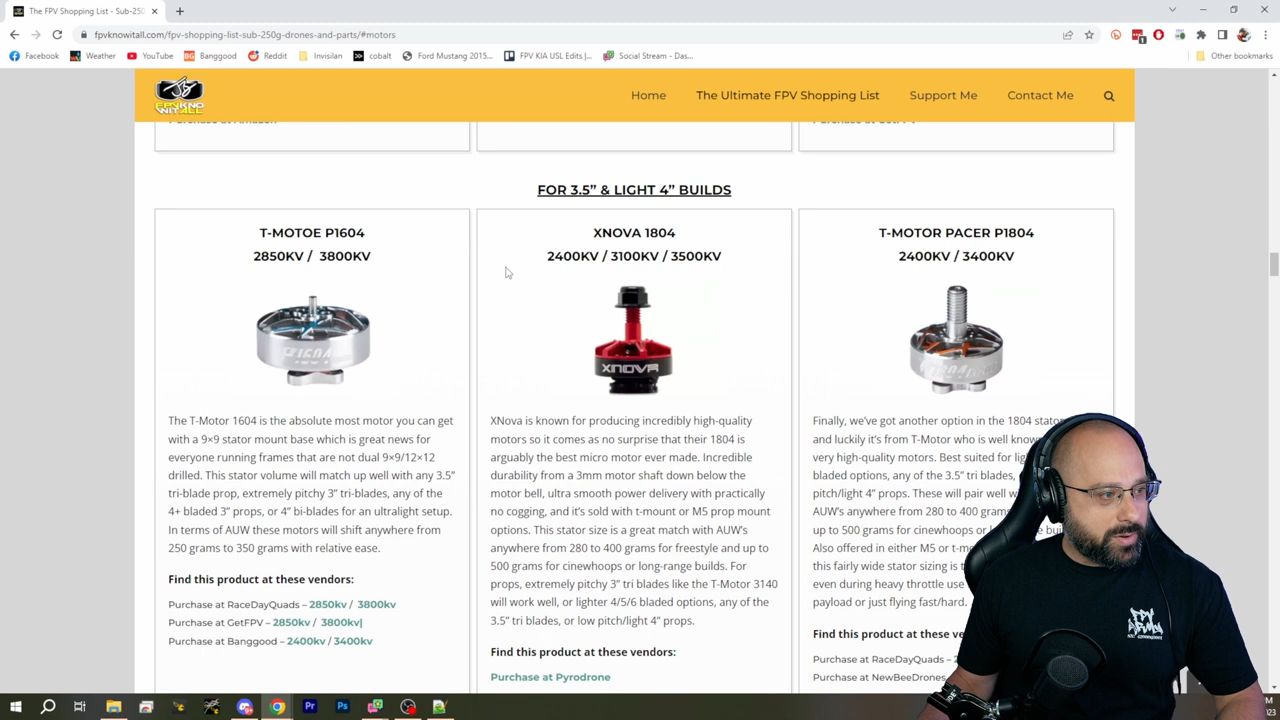 The FPV Shopping List - Sub-250
fpvknowitall.com/fpv-shopping-list-sub-250g-drones-and-parts/#motors
Facebook
Weather
YouTube
Banggood
Reddit
Invisilan
cobalt
Ford Mustang 2015...
FPV KIA USL Edits |...
Social Stream - Das...
Other bookmarks
FPVKNO
WITALL
Home
The Ultimate FPV Shopping List
Support Me
Contact Me
Purchase at Amazon
Purchase at GetFPV
FOR 3.5” & LIGHT 4” BUILDS
T-MOTOE P1604
2850KV / 3800KV
P1604
The T-Motor 1604 is the absolute most motor you can get
with a 9×9 stator mount base which is great news for
everyone running frames that are not dual 9×9/12×12
drilled. This stator volume will match up well with any 3.5”
tri-blade prop, extremely pitchy 3” tri-blades, any of the
4+ bladed 3” props, or 4” bi-blades for an ultralight setup.
In terms of AUW these motors will shift anywhere from
250 grams to 350 grams with relative ease.
Find this product at these vendors:
Purchase at RaceDayQuads – 2850kv / 3800kv
Purchase at GetFPV – 2850kv / 3800kv|
Purchase at Banggood – 2400kv / 3400kv
XNOVA 1804
2400KV / 3100KV / 3500KV
XNOVA
XNova is known for producing incredibly high-quality
motors so it comes as no surprise that their 1804 is
arguably the best micro motor ever made. Incredible
durability from a 3mm motor shaft down below the
motor bell, ultra smooth power delivery with practically
no cogging, and it’s sold with t-mount or M5 prop mount
options. This stator size is a great match with AUW’s
anywhere from 280 to 400 grams for freestyle and up to
500 grams for cinewhoops or long-range builds. For
props, extremely pitchy 3” tri blades like the T-Motor 3140
will work well, or lighter 4/5/6 bladed options, any of the
3.5” tri blades, or low pitch/light 4” props.
Find this product at these vendors:
Purchase at Pyrodrone
T-MOTOR PACER P1804
2400KV / 3400KV
Finally, we’ve got another option in the 1804 stator
and luckily it’s from T-Motor who is well know
very high-quality motors. Best suited for lig
bladed options, any of the 3.5” tri blades,
pitch/light 4” props. These will pair well w
AUW’s anywhere from 280 to 400 grams
up to 500 grams for cinewhoops or l
Also offered in either M5 or t-m
this fairly wide stator sizing is t
even during heavy throttle use
payload or just flying fast/hard.
Find this product at these ve
Purchase at RaceDayQuads –
Purchase at NewBeeDrones
FPV
ARMY